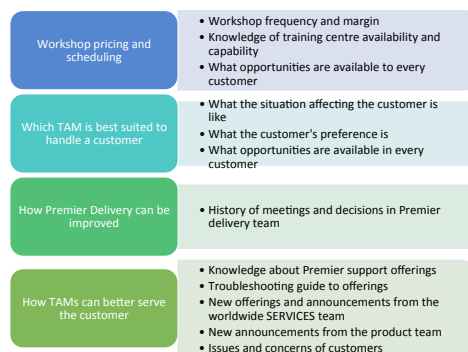 Workshop pricing and
scheduling
• Workshop frequency and margin
• Knowledge of training centre availability and
capability
• What opportunities are available to every
customer
Which TAM is best suited to
handle a customer
• What the situation affecting the customer is
like
• What the customer's preference is
• What opportunities are available in every
customer
How Premier Delivery can be
improved
• History of meetings and decisions in Premier
delivery team
How TAMs can better serve
the customer
• Knowledge about Premier support offerings
• Troubleshooting guide to offerings
• New offerings and announcements from the
worldwide SERVICES team
• New announcements from the product team
• Issues and concerns of customers